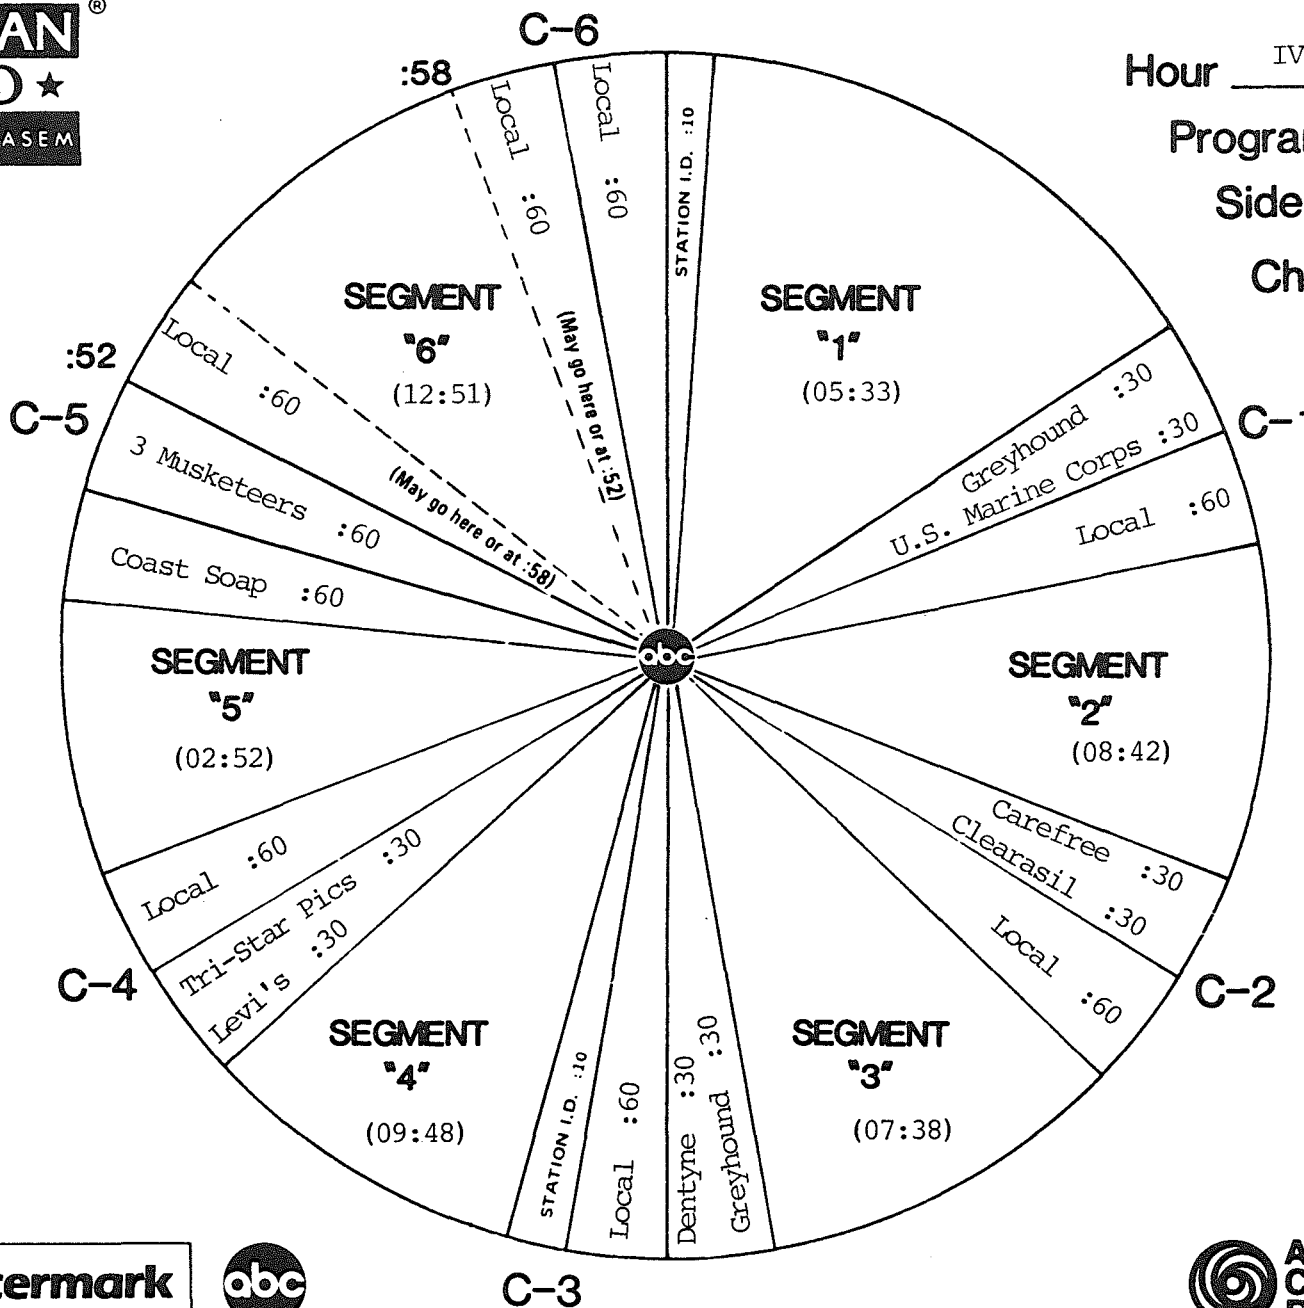 AN ®
ASEM
Hour IV
Progra
Side
Ch
C-6
:58
Local :60
Local :60
STATION I.D. :10
(May go here or at :52)
SEGMENT
"1"
(05:33)
Greyhound :30
U.S. Marine Corps :30
C-1
Local :60
SEGMENT
"2"
(08:42)
Carefree :30
Clearasil :30
C-2
Local :60
SEGMENT
"3"
(07:38)
Greyhound :30
Dentyne :30
C-3
Local :60
STATION I.D. :10
SEGMENT
"4"
(09:48)
Levi's :30
Tri-Star Pics :30
C-4
Local :60
SEGMENT
"5"
(02:52)
Coast Soap :60
3 Musketeers :60
C-5
:52
Local :60
(May go here or at :58)
SEGMENT
"6"
(12:51)
abc
termark
abc